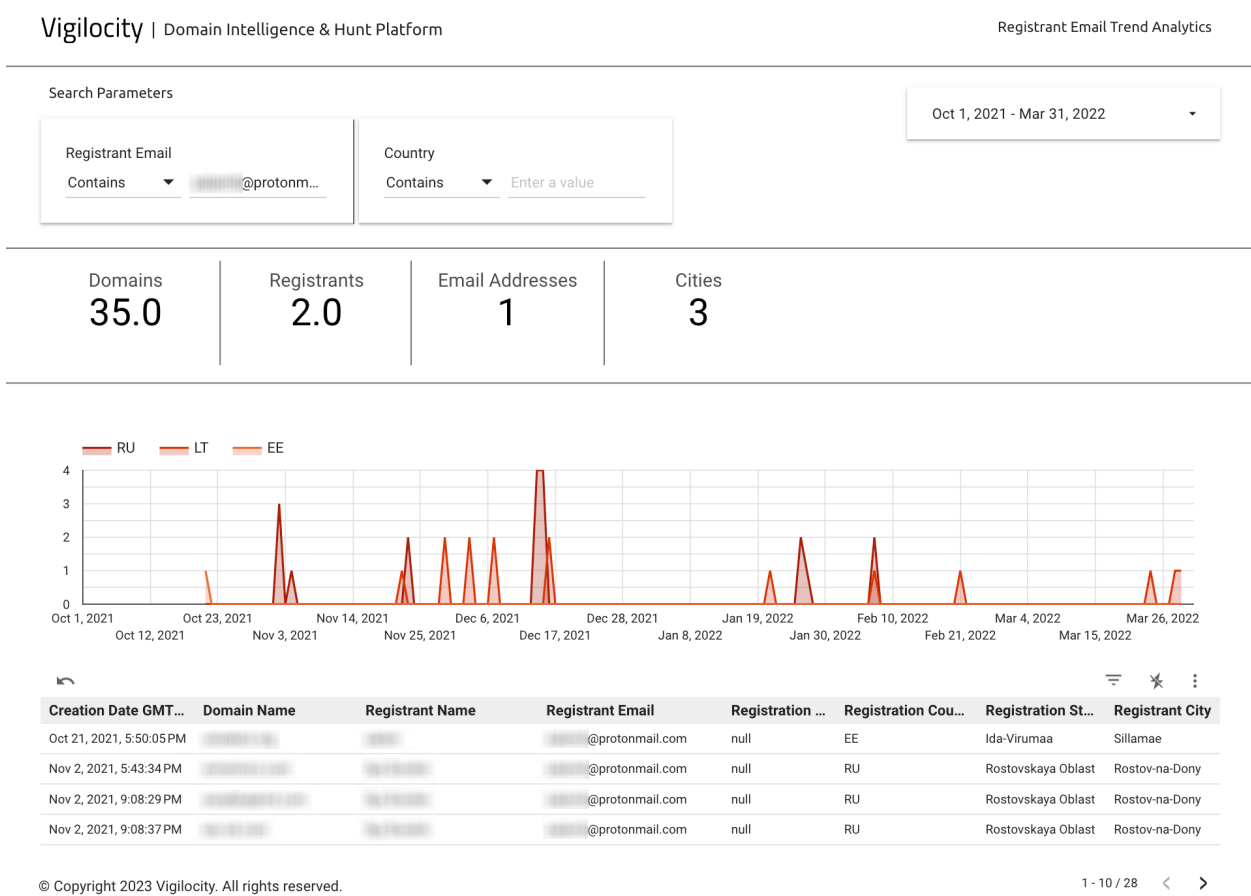 Vigilocity | Domain Intelligence & Hunt Platform
Registrant Email Trend Analytics
Search Parameters
Oct 1, 2021 - Mar 31, 2022
Registrant Email
Contains @protonm...
Country
Contains Enter a value
Domains
35.0
Registrants
2.0
Email Addresses
1
Cities
3
RU LT EE
4
3
2
1
0
Oct 1, 2021 Oct 23, 2021 Nov 14, 2021 Dec 6, 2021 Dec 28, 2021 Jan 19, 2022 Feb 10, 2022 Mar 4, 2022 Mar 26, 2022
Oct 12, 2021 Nov 3, 2021 Nov 25, 2021 Dec 17, 2021 Jan 8, 2022 Jan 30, 2022 Feb 21, 2022 Mar 15, 2022
Creation Date GMT... Domain Name Registrant Name Registrant Email Registration ... Registration Cou... Registration St... Registrant City
Oct 21, 2021, 5:50:05 PM @protonmail.com null EE Ida-Virumaa Sillamae
Nov 2, 2021, 5:43:34 PM @protonmail.com null RU Rostovskaya Oblast Rostov-na-Dony
Nov 2, 2021, 9:08:29 PM @protonmail.com null RU Rostovskaya Oblast Rostov-na-Dony
Nov 2, 2021, 9:08:37 PM @protonmail.com null RU Rostovskaya Oblast Rostov-na-Dony
© Copyright 2023 Vigilocity. All rights reserved.
1 - 10 / 28